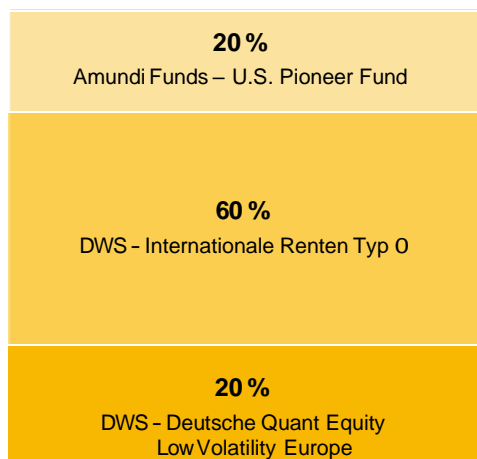 20 %
Amundi Funds – U.S. Pioneer Fund
60 %
DWS – Internationale Renten Typ O
20 %
DWS – Deutsche Quant Equity
Low Volatility Europe